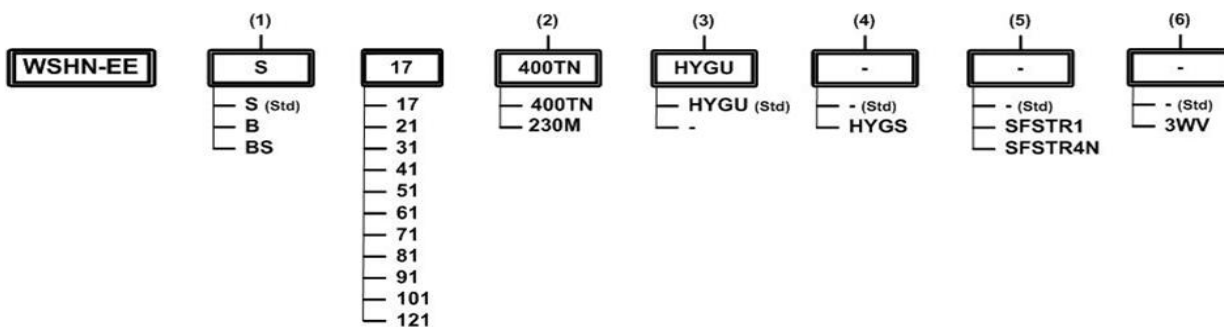 (1) (2) (3) (4) (5) (6)
WSHN-EE S 17 400TN HYGU - - -
S (Std) 17 400TN HYGU (Std) - (Std) - (Std) - (Std)
B 21 230M - HYGS SFSTR1 3WV
BS 31 SFSTR4N
41
51
61
71
81
91
101
121